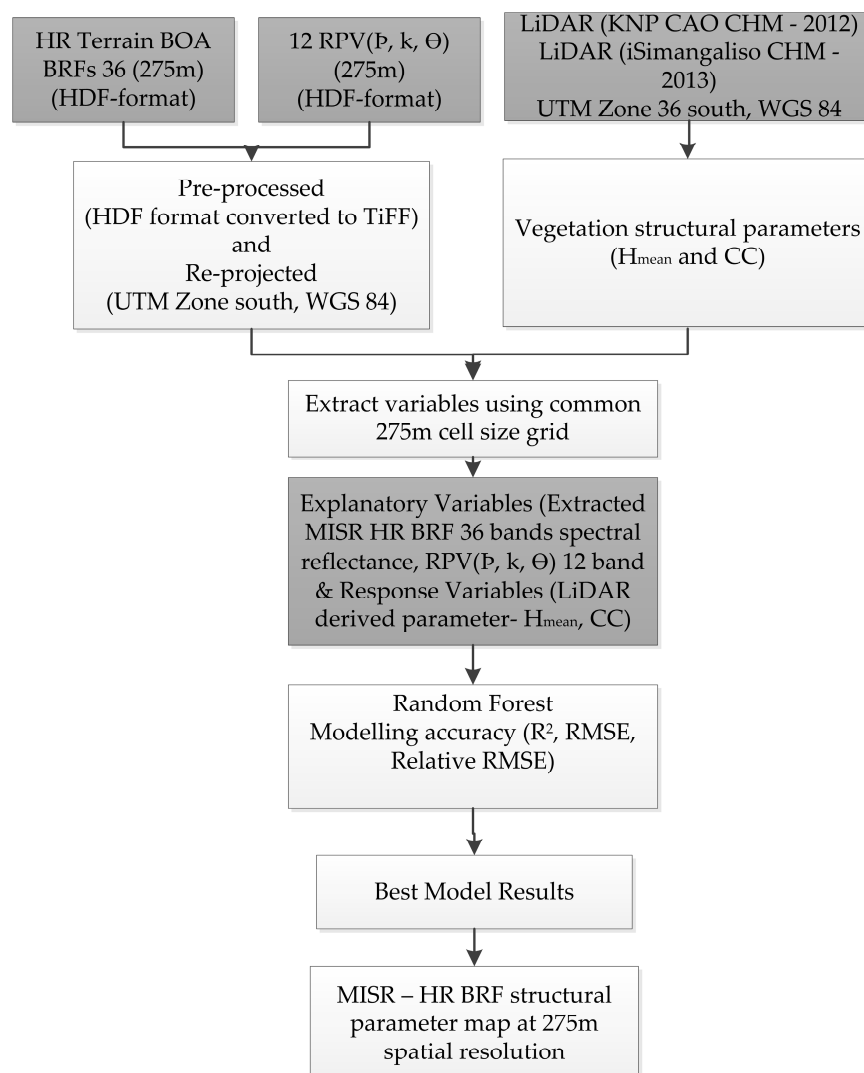 HR Terrain BOA
BRFs 36 (275m)
(HDF-format)
12 RPV(Ϸ, k, ϴ)
(275m)
(HDF-format)
LiDAR (KNP CAO CHM - 2012)
LiDAR (iSimangaliso CHM -
2013)
UTM Zone 36 south, WGS 84
Pre-processed
(HDF format converted to TiFF)
and
Re-projected
(UTM Zone south, WGS 84)
Vegetation structural parameters
(Hmean and CC)
Extract variables using common
275m cell size grid
Explanatory Variables (Extracted
MISR HR BRF 36 bands spectral
reflectance, RPV(Ϸ, k, ϴ) 12 band
& Response Variables (LiDAR
derived parameter- Hmean, CC)
Random Forest
Modelling accuracy (R², RMSE,
Relative RMSE)
Best Model Results
MISR – HR BRF structural
parameter map at 275m
spatial resolution